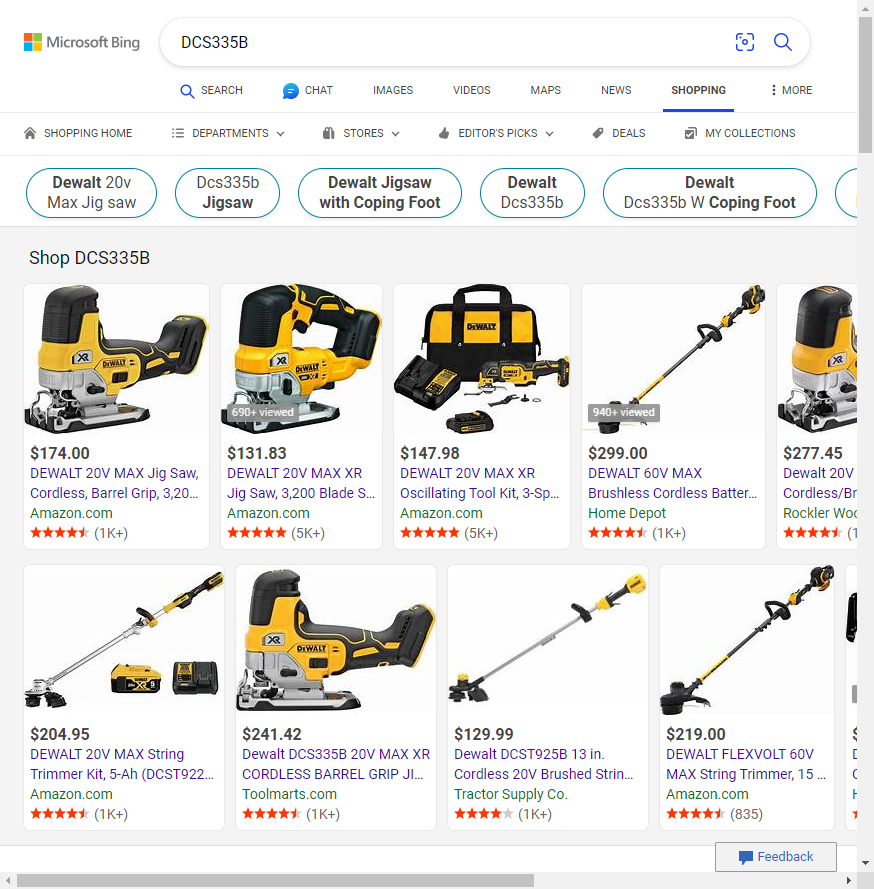 Microsoft Bing
DCS335B
SEARCH
CHAT
IMAGES
VIDEOS
MAPS
NEWS
SHOPPING
MORE
SHOPPING HOME
DEPARTMENTS
STORES
EDITOR'S PICKS
DEALS
MY COLLECTIONS
Dewalt 20v
Max Jig saw
Dcs335b
Jigsaw
Dewalt Jigsaw
with Coping Foot
Dewalt
Dcs335b
Dewalt
Dcs335b W Coping Foot
Shop DCS335B
XR
DEWALT
$174.00
DEWALT 20V MAX Jig Saw,
Cordless, Barrel Grip, 3,20...
Amazon.com
(1K+)
XR
DEWALT
690+ viewed
$131.83
DEWALT 20V MAX XR
Jig Saw, 3,200 Blade S...
Amazon.com
(5K+)
DEWALT
$147.98
DEWALT 20V MAX XR
Oscillating Tool Kit, 3-Sp...
Amazon.com
(5K+)
940+ viewed
$299.00
DEWALT 60V MAX
Brushless Cordless Batter...
Home Depot
(1K+)
XR
$277.45
Dewalt 20V
Cordless/Br
Rockler Woo
(1
$204.95
DEWALT 20V MAX String
Trimmer Kit, 5-Ah (DCST922...
Amazon.com
(1K+)
XR
DEWALT
$241.42
Dewalt DCS335B 20V MAX XR
CORDLESS BARREL GRIP JI...
Toolmarts.com
(1K+)
$129.99
Dewalt DCST925B 13 in.
Cordless 20V Brushed Strin...
Tractor Supply Co.
(1K+)
$219.00
DEWALT FLEXVOLT 60V
MAX String Trimmer, 15 ...
Amazon.com
(835)
Feedback